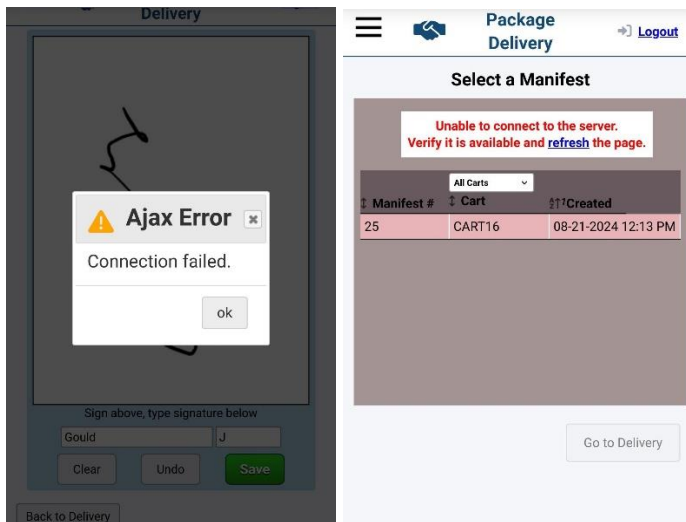 Delivery
Ajax Error
Connection failed.
ok
Sign above, type signature below
Gould J
Clear Undo Save
Back to Delivery
Package
Delivery
Logout
Select a Manifest
Unable to connect to the server.
Verify it is available and refresh the page.
All Carts
Manifest # Cart Created
25 CART16 08-21-2024 12:13 PM
Go to Delivery